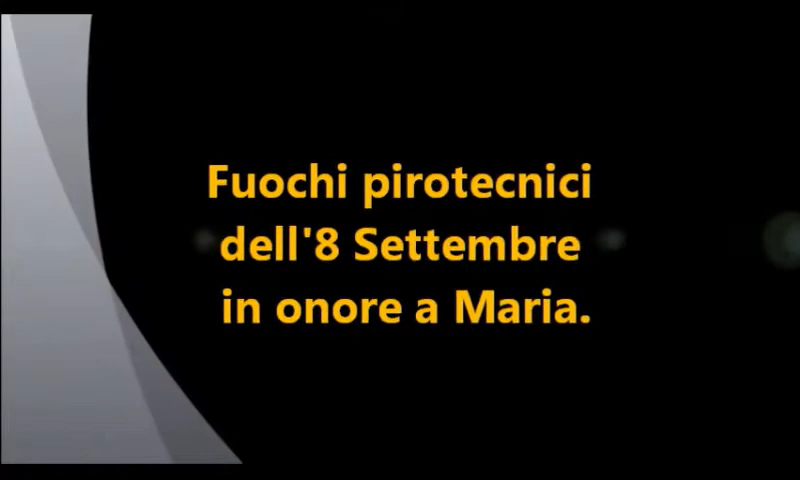 Fuochi pirotecnici
dell'8 Settembre
in onore a Maria.